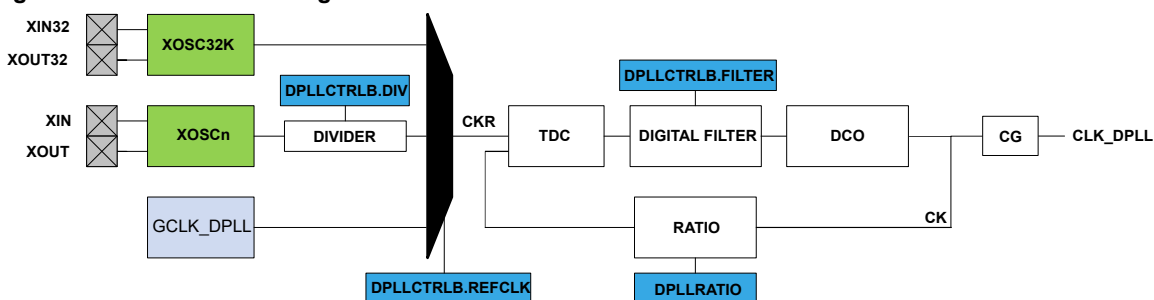 XIN32
XOUT32
XOSC32K
DPLLCTRLB.DIV
DPLLCTRLB.FILTER
XIN
XOUT
XOSCn
DIVIDER
CKR
TDC
DIGITAL FILTER
DCO
CG
CLK_DPLL
GCLK_DPLL
RATIO
CK
DPLLCTRLB.REFCLK
DPLLRATIO